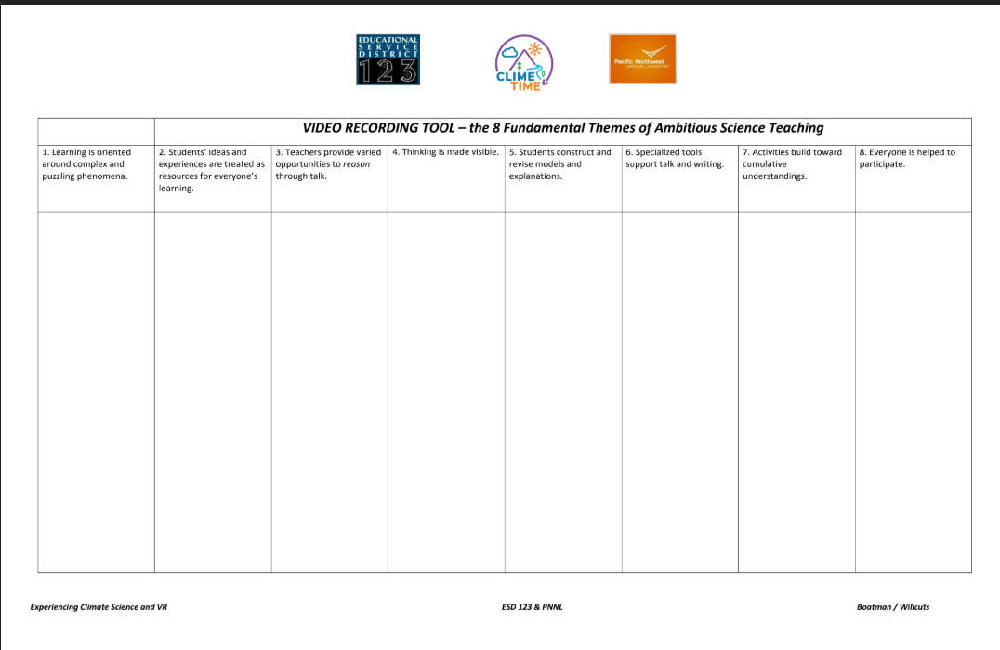 EDUCATIONAL
SERVICE
DISTRICT
123
CLIME
TIME
Pacific Northwest
NATIONAL LABORATORY
VIDEO RECORDING TOOL – the 8 Fundamental Themes of Ambitious Science Teaching
1. Learning is oriented
around complex and
puzzling phenomena.
2. Students’ ideas and
experiences are treated as
resources for everyone’s
learning.
3. Teachers provide varied
opportunities to reason
through talk.
4. Thinking is made visible.
5. Students construct and
revise models and
explanations.
6. Specialized tools
support talk and writing.
7. Activities build toward
cumulative
understandings.
8. Everyone is helped to
participate.
Experiencing Climate Science and VR
ESD 123 & PNNL
Boatman / Willcuts